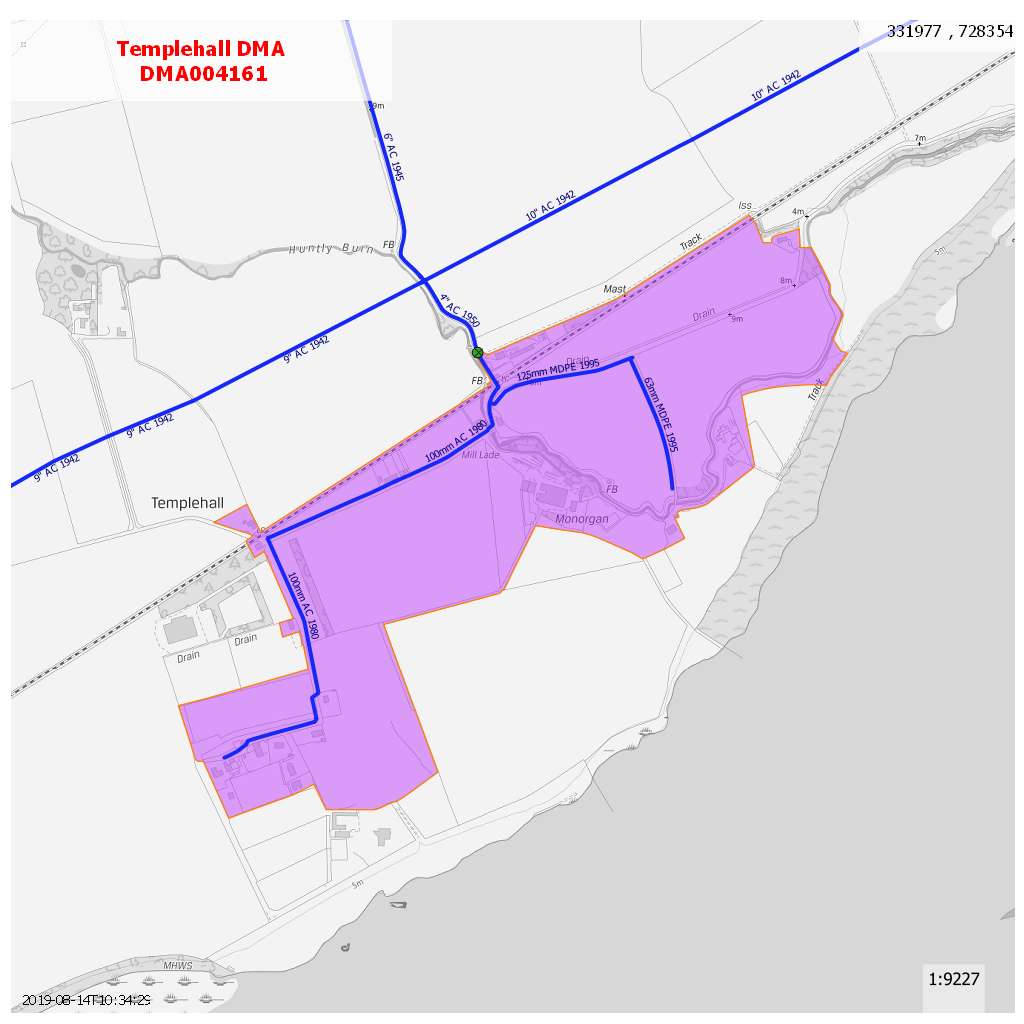 Templehall DMA
DMA004161
331977 , 728354
9m
10" AC 1942
6" AC 1945
7m
10" AC 1942
Iss
4m
Huntly Burn
FB
Track
5m
8m
Mast
4" AC 1950
Drain
9m
9" AC 1942
Drain
125mm MDPE 1995
FB
63mm MDPE 1995
Track
9" AC 1942
100mm AC 1980
Mill Lade
9" AC 1942
FB
Templehall
Monorgan
100mm AC 1980
Drain
Drain
5m
MHWS
1:9227
2019-08-14T10:34:29